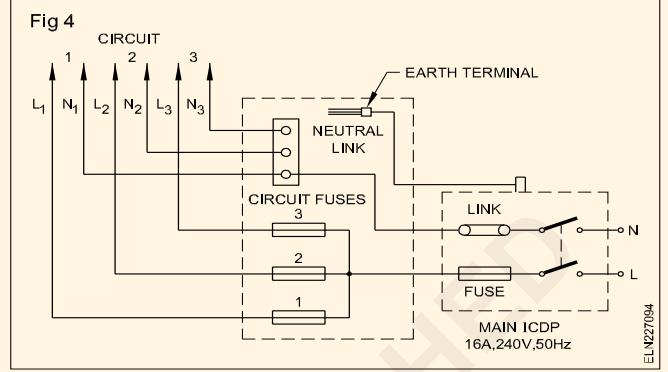 Fig 4
CIRCUIT
1 2 3
L1 N1 L2 N2 L3 N3
EARTH TERMINAL
NEUTRAL
LINK
CIRCUIT FUSES
3
2
1
LINK
N
L
FUSE
MAIN ICDP
16A,240V,50Hz
ELN227094
HED